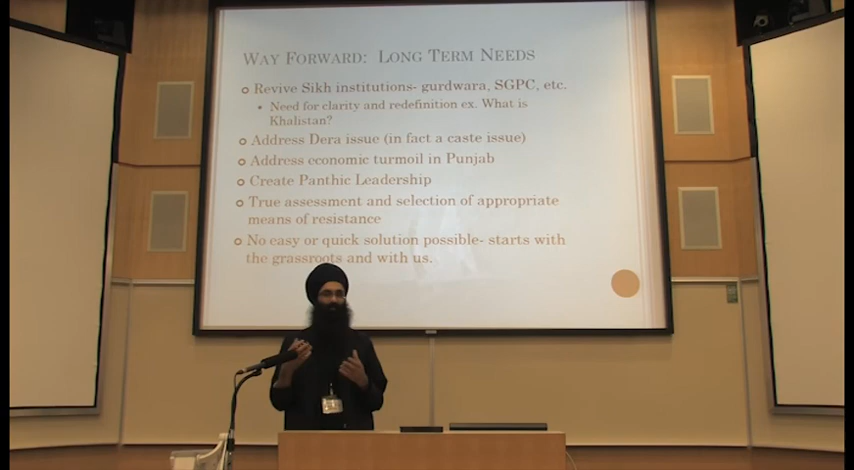 WAY FORWARD: LONG TERM NEEDS
Revive Sikh institutions- gurdwara, SGPC, etc.
Need for clarity and redefinition ex. What is
Khalistan?
Address Dera issue (in fact a caste issue)
Address economic turmoil in Punjab
Create Panthic Leadership
True assessment and selection of appropriate
means of resistance
No easy or quick solution possible- starts with
the grassroots and with us.